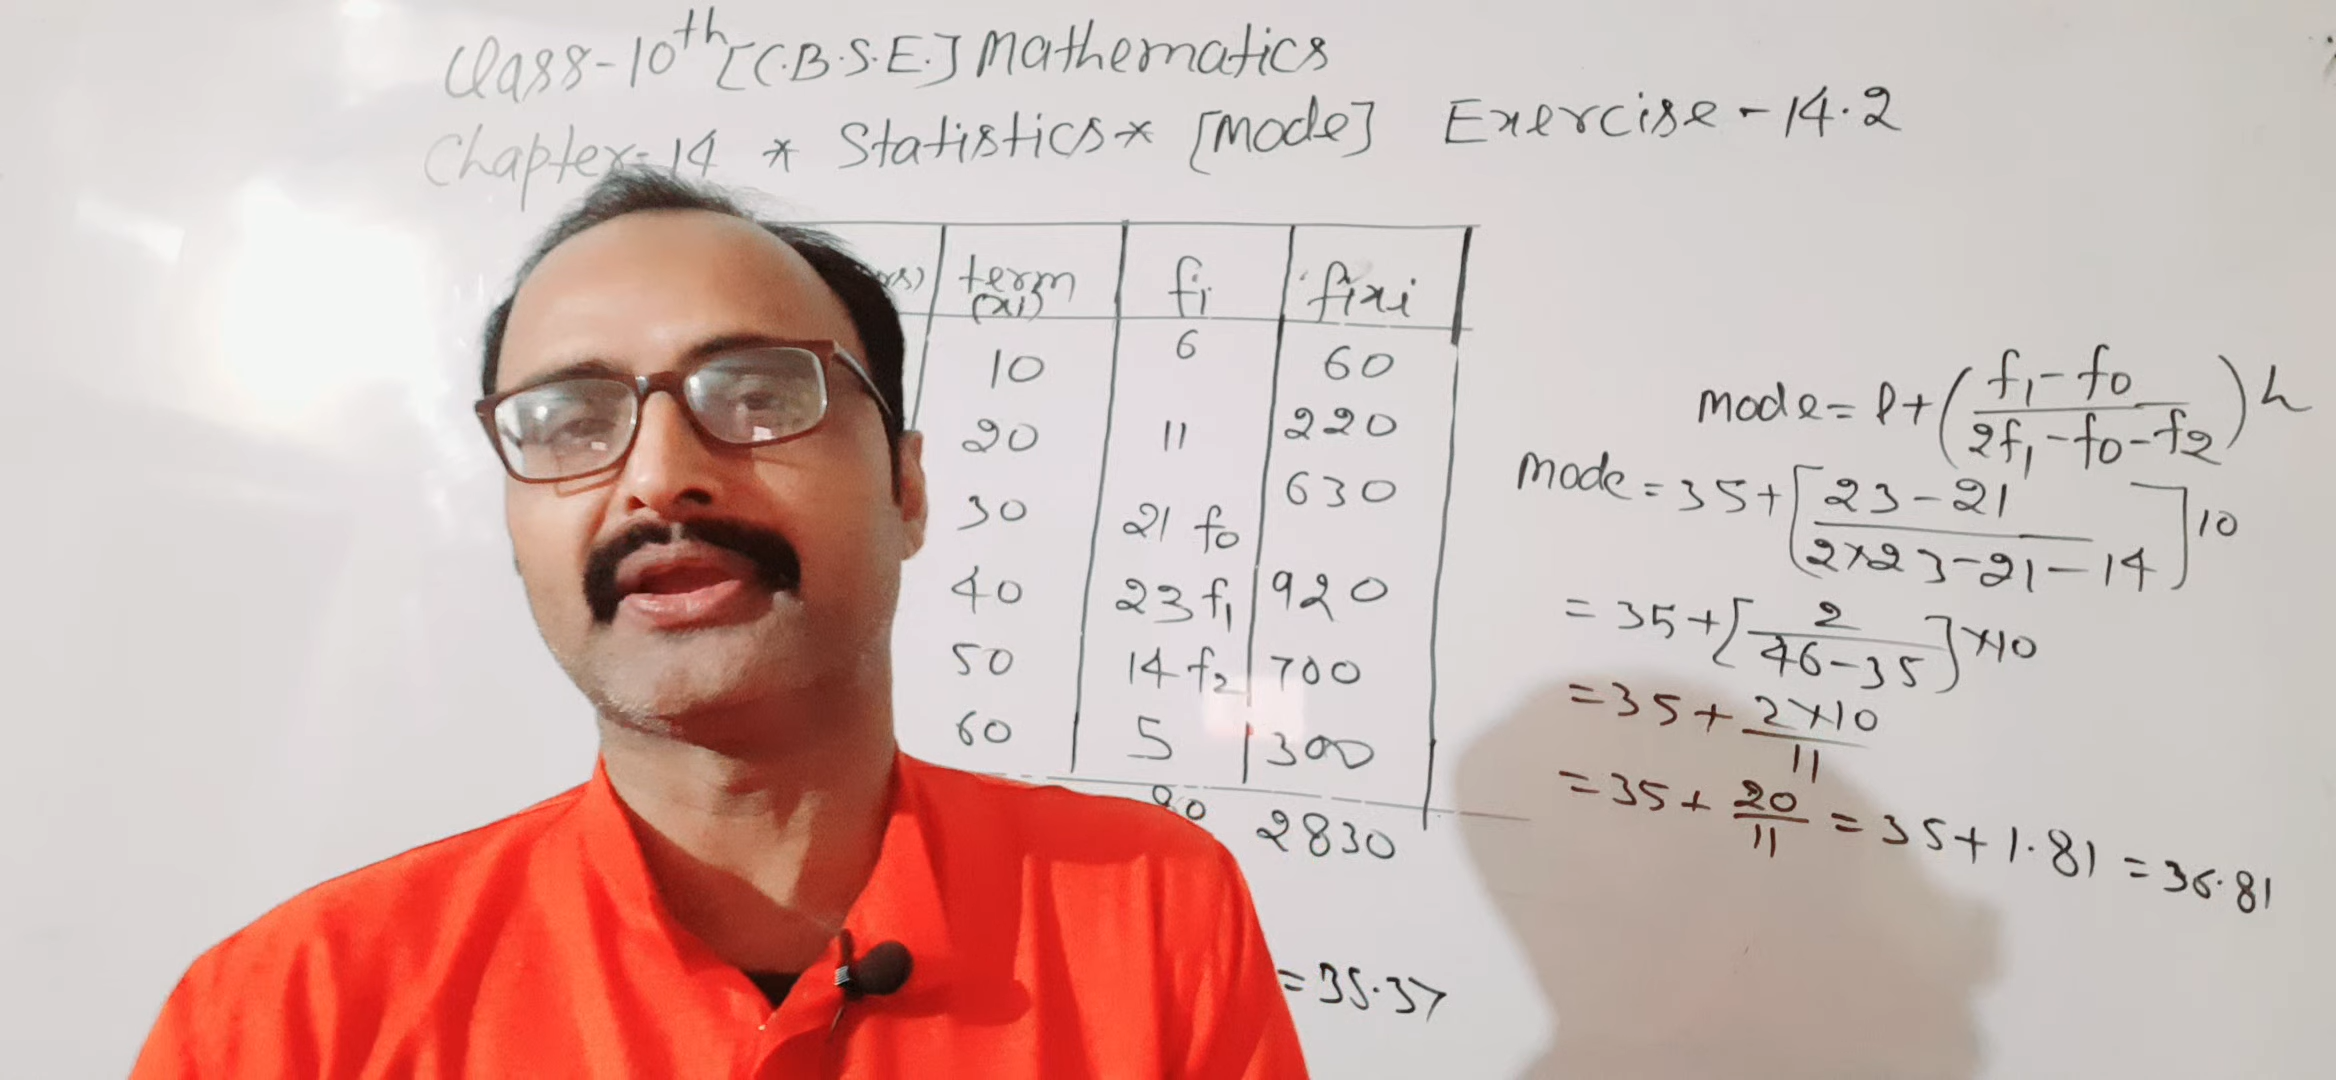 Class-10th [C.B.S.E.] Mathematics
Chapter-14 * Statistics * [Mode] Exercise - 14.2
term (xi) fi fixi
10 6 60
20 11 220
30 21 f0 630
40 23 f1 920
50 14 f2 700
60 5 300
80 2830
= 35.37
mode = l + (f1 - f0 / 2f1 - f0 - f2) h
mode = 35 + [23 - 21 / 2×23 - 21 - 14] 10
= 35 + [2 / 46 - 35] ×10
= 35 + 2×10 / 11
= 35 + 20 / 11 = 35 + 1.81 = 36.81